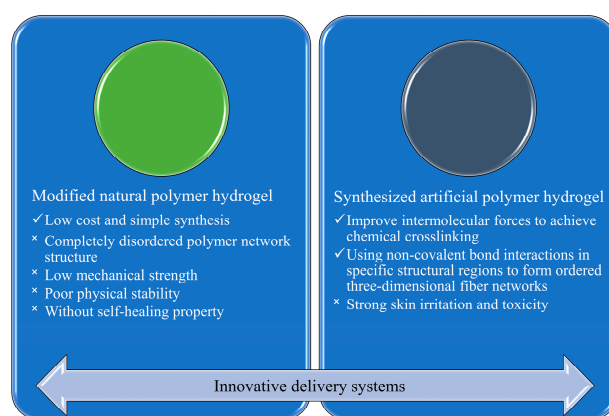 Modified natural polymer hydrogel
✓Low cost and simple synthesis
× Completely disordered polymer network
structure
× Low mechanical strength
× Poor physical stability
× Without self-healing property
Synthesized artificial polymer hydrogel
✓Improve intermolecular forces to achieve
chemical crosslinking
✓Using non-covalent bond interactions in
specific structural regions to form ordered
three-dimensional fiber networks
× Strong skin irritation and toxicity
Innovative delivery systems